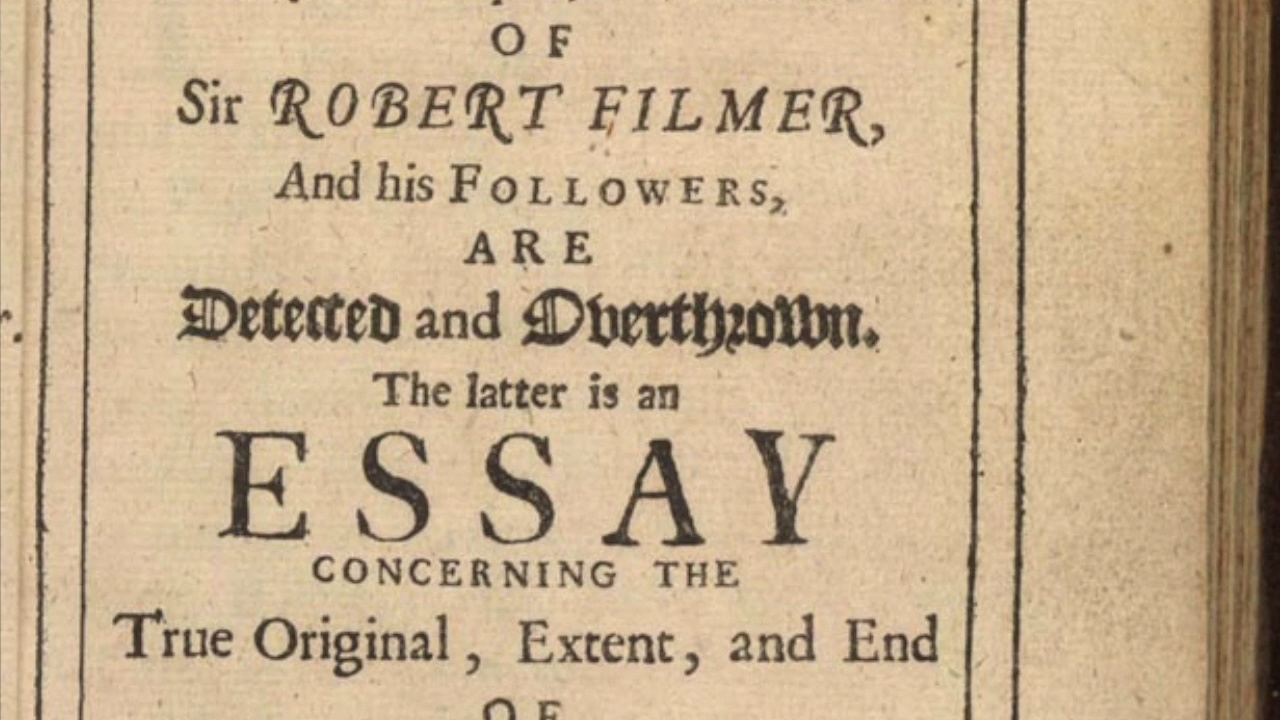 OF
Sir ROBERT FILMER,
And his FOLLOWERS,
ARE
Detected and Overthrown.
The latter is an
ESSAY
CONCERNING THE
True Original, Extent, and End
OF